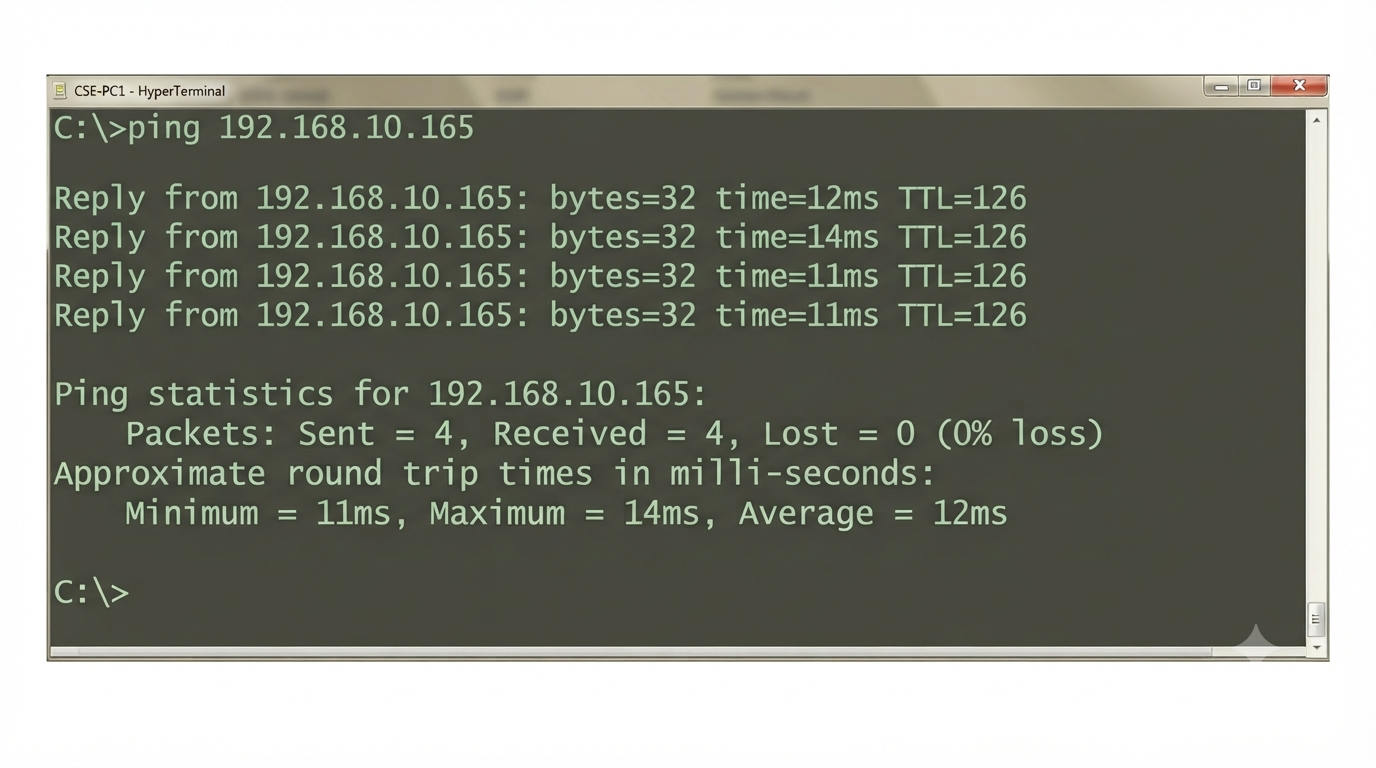 CSE-PC1 - HyperTerminal
C:\>ping 192.168.10.165
Reply from 192.168.10.165: bytes=32 time=12ms TTL=126
Reply from 192.168.10.165: bytes=32 time=14ms TTL=126
Reply from 192.168.10.165: bytes=32 time=11ms TTL=126
Reply from 192.168.10.165: bytes=32 time=11ms TTL=126
Ping statistics for 192.168.10.165:
    Packets: Sent = 4, Received = 4, Lost = 0 (0% loss)
Approximate round trip times in milli-seconds:
    Minimum = 11ms, Maximum = 14ms, Average = 12ms
C:\>